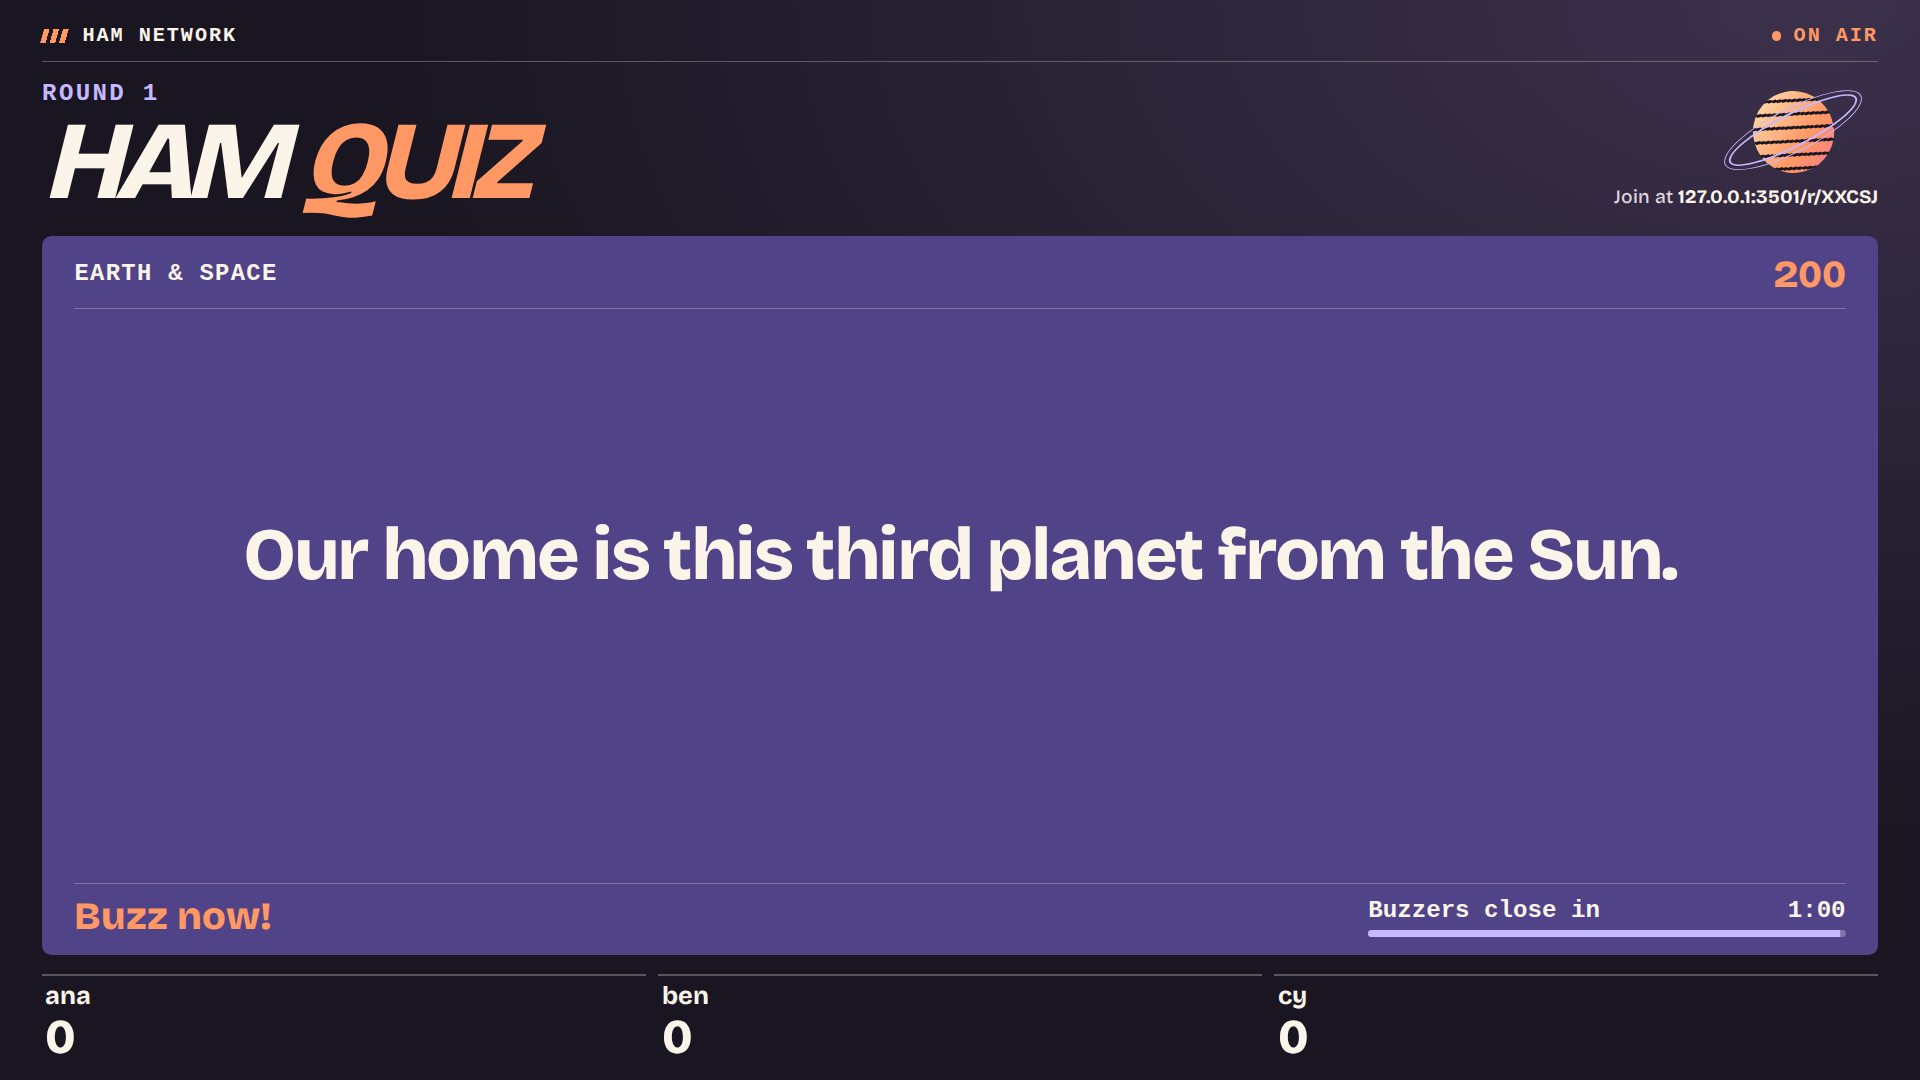 HAM NETWORK
ON AIR
ROUND 1
HAM QUIZ
Join at 127.0.0.1:3501/r/XXCSJ
EARTH & SPACE
200
Our home is this third planet from the Sun.
Buzz now!
Buzzers close in 1:00
ana
0
ben
0
cy
0